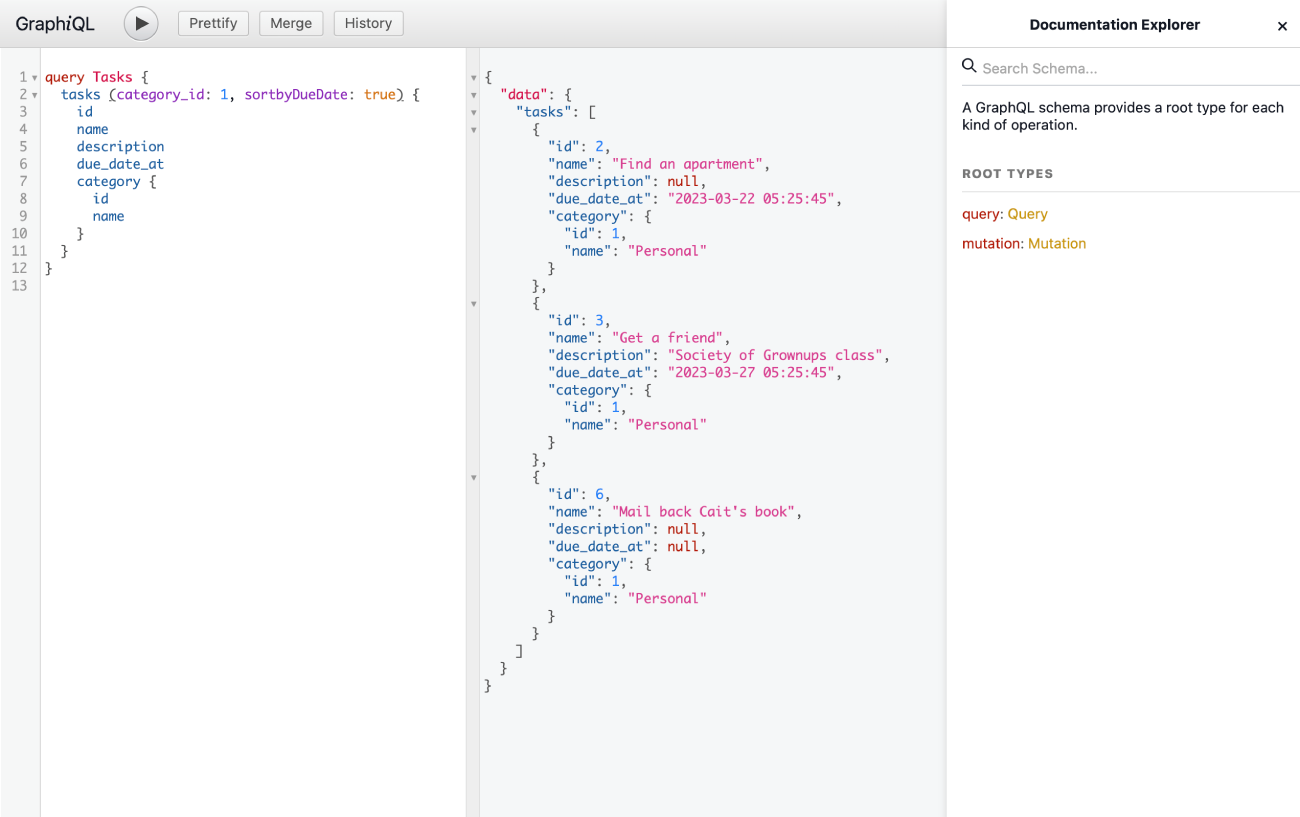 GraphiQL Prettify Merge History
1 query Tasks {
2 tasks (category_id: 1, sortbyDueDate: true) {
3 id
4 name
5 description
6 due_date_at
7 category {
8 id
9 name
10 }
11 }
12 }
13
{
"data": {
"tasks": [
{
"id": 2,
"name": "Find an apartment",
"description": null,
"due_date_at": "2023-03-22 05:25:45",
"category": {
"id": 1,
"name": "Personal"
}
},
{
"id": 3,
"name": "Get a friend",
"description": "Society of Grownups class",
"due_date_at": "2023-03-27 05:25:45",
"category": {
"id": 1,
"name": "Personal"
}
},
{
"id": 6,
"name": "Mail back Cait's book",
"description": null,
"due_date_at": null,
"category": {
"id": 1,
"name": "Personal"
}
}
]
}
}
Documentation Explorer
Search Schema...
A GraphQL schema provides a root type for each
kind of operation.
ROOT TYPES
query: Query
mutation: Mutation